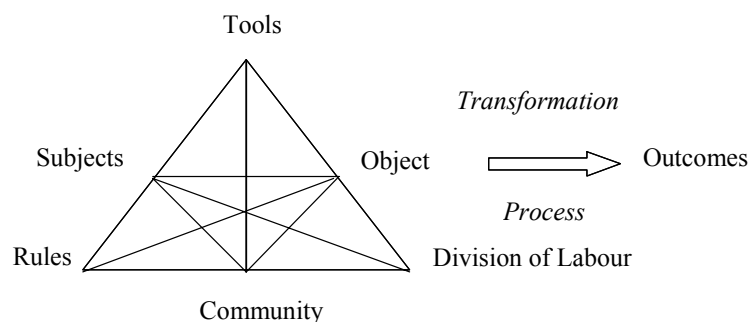 Tools
Transformation
Subjects
Object
Outcomes
Process
Rules
Division of Labour
Community